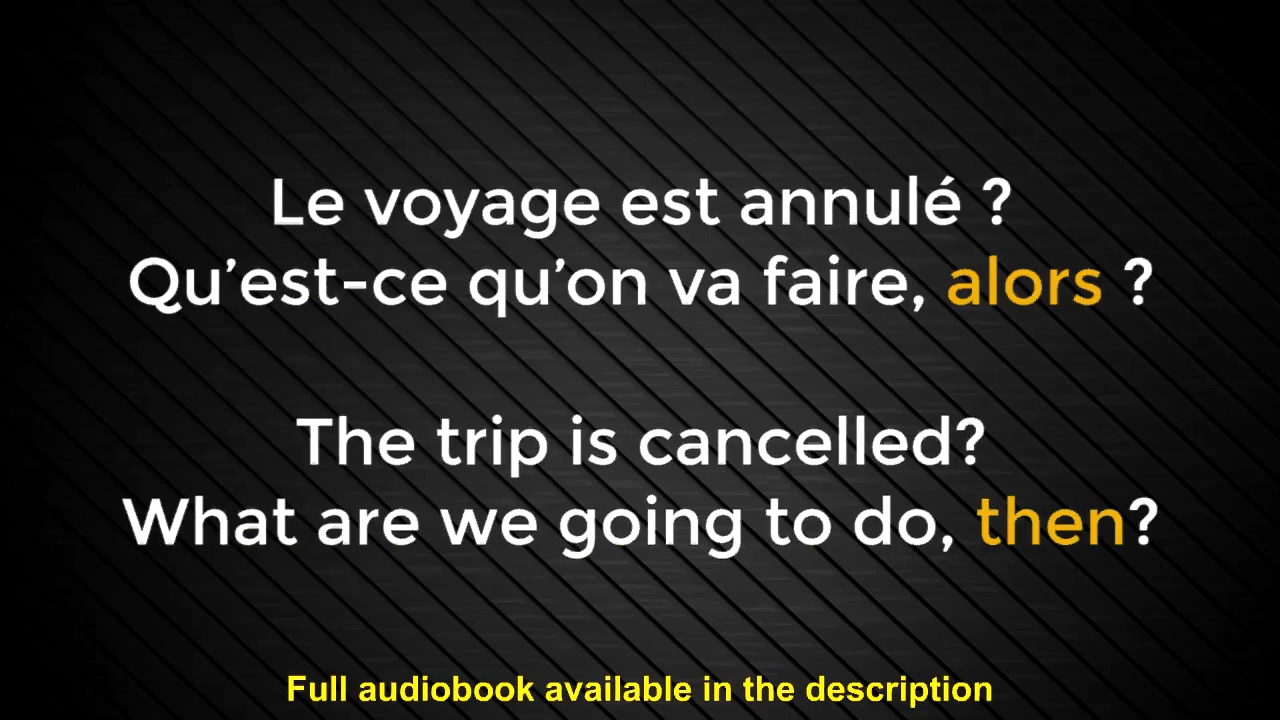 Le voyage est annulé ?
Qu’est-ce qu’on va faire, alors ?
The trip is cancelled?
What are we going to do, then?
Full audiobook available in the description